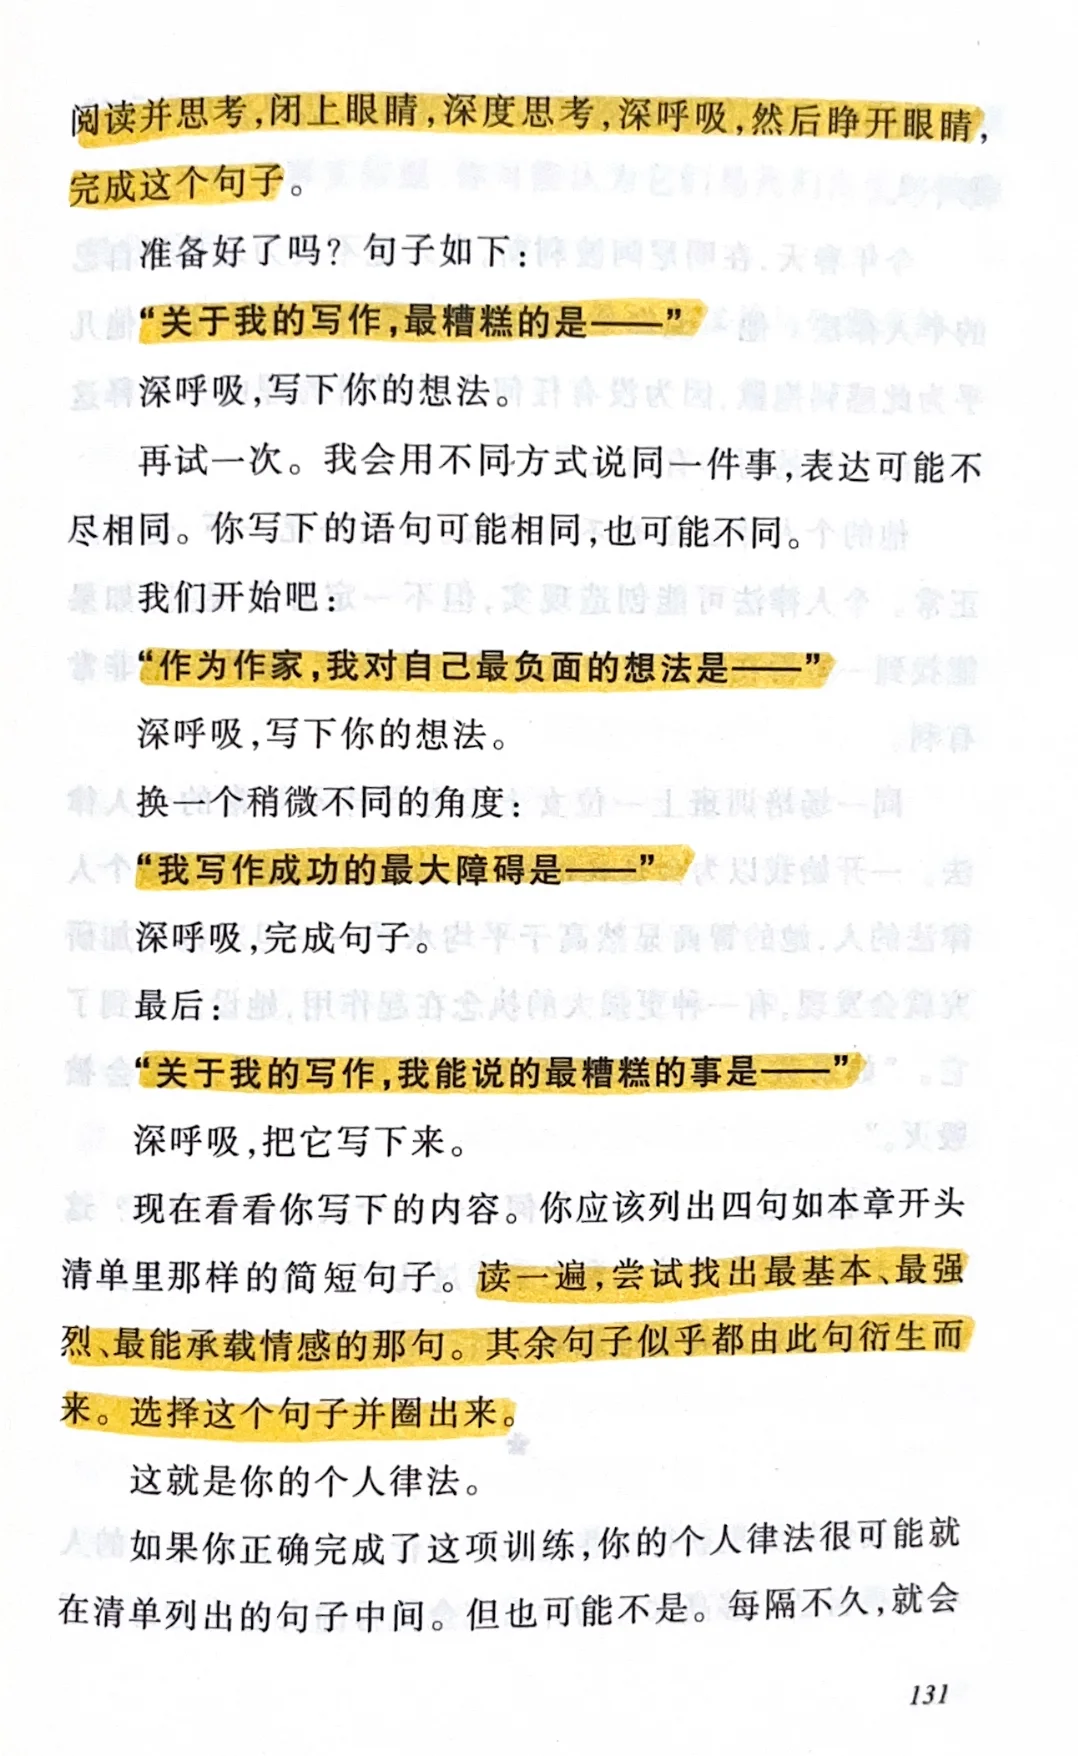 阅读并思考,闭上眼睛,深度思考,深呼吸,然后睁开眼睛,
完成这个句子。
准备好了吗？句子如下：
“关于我的写作,最糟糕的是——”
深呼吸,写下你的想法。
再试一次。我会用不同方式说同一件事,表达可能不
尽相同。你写下的语句可能相同,也可能不同。
我们开始吧：
“作为作家,我对自己最负面的想法是——”
深呼吸,写下你的想法。
换一个稍微不同的角度：
“我写作成功的最大障碍是——”
深呼吸,完成句子。
最后：
“关于我的写作,我能说的最糟糕的事是——”
深呼吸,把它写下来。
现在看看你写下的内容。你应该列出四句如本章开头
清单里那样的简短句子。读一遍,尝试找出最基本、最强
烈、最能承载情感的那句。其余句子似乎都由此句衍生而
来。选择这个句子并圈出来。
这就是你的个人律法。
如果你正确完成了这项训练,你的个人律法很可能就
在清单列出的句子中间。但也可能不是。每隔不久,就会
131